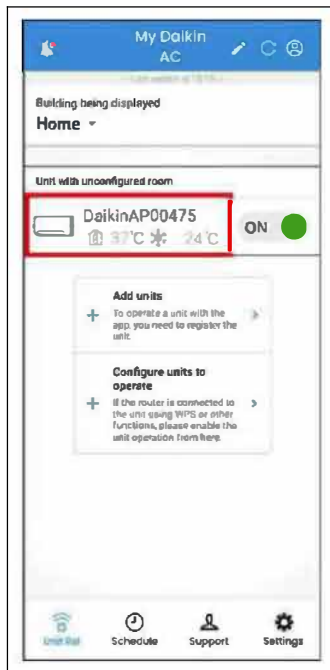 My Daikin
AC
Building being displayed
Home
Unit with unconfigured room
DaikinAP00475
37°C 24°C
ON
Add units
To operate a unit with the
app, you need to register the
unit.
Configure units to
operate
If the router is connected to
the unit using WPS or other
functions, please enable the
unit operation from here.
Unit list
Schedule
Support
Settings